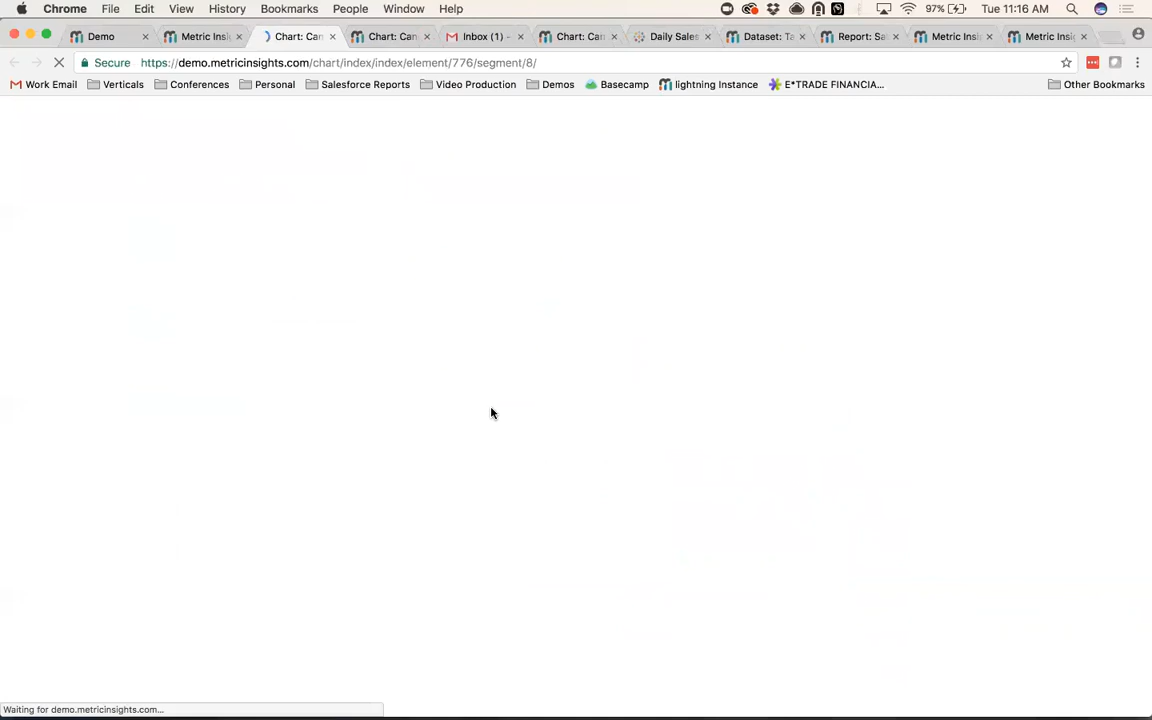 Chrome File Edit View History Bookmarks People Window Help 97% Tue 11:16 AM
Demo Metric Insi Chart: Can Chart: Can Inbox (1) - Chart: Can Daily Sales Dataset: Ta Report: Sa Metric Insi Metric Insi
Secure https://demo.metricinsights.com/chart/index/index/element/776/segment/8/
Work Email Verticals Conferences Personal Salesforce Reports Video Production Demos Basecamp lightning Instance E*TRADE FINANCIA... Other Bookmarks
Waiting for demo.metricinsights.com...